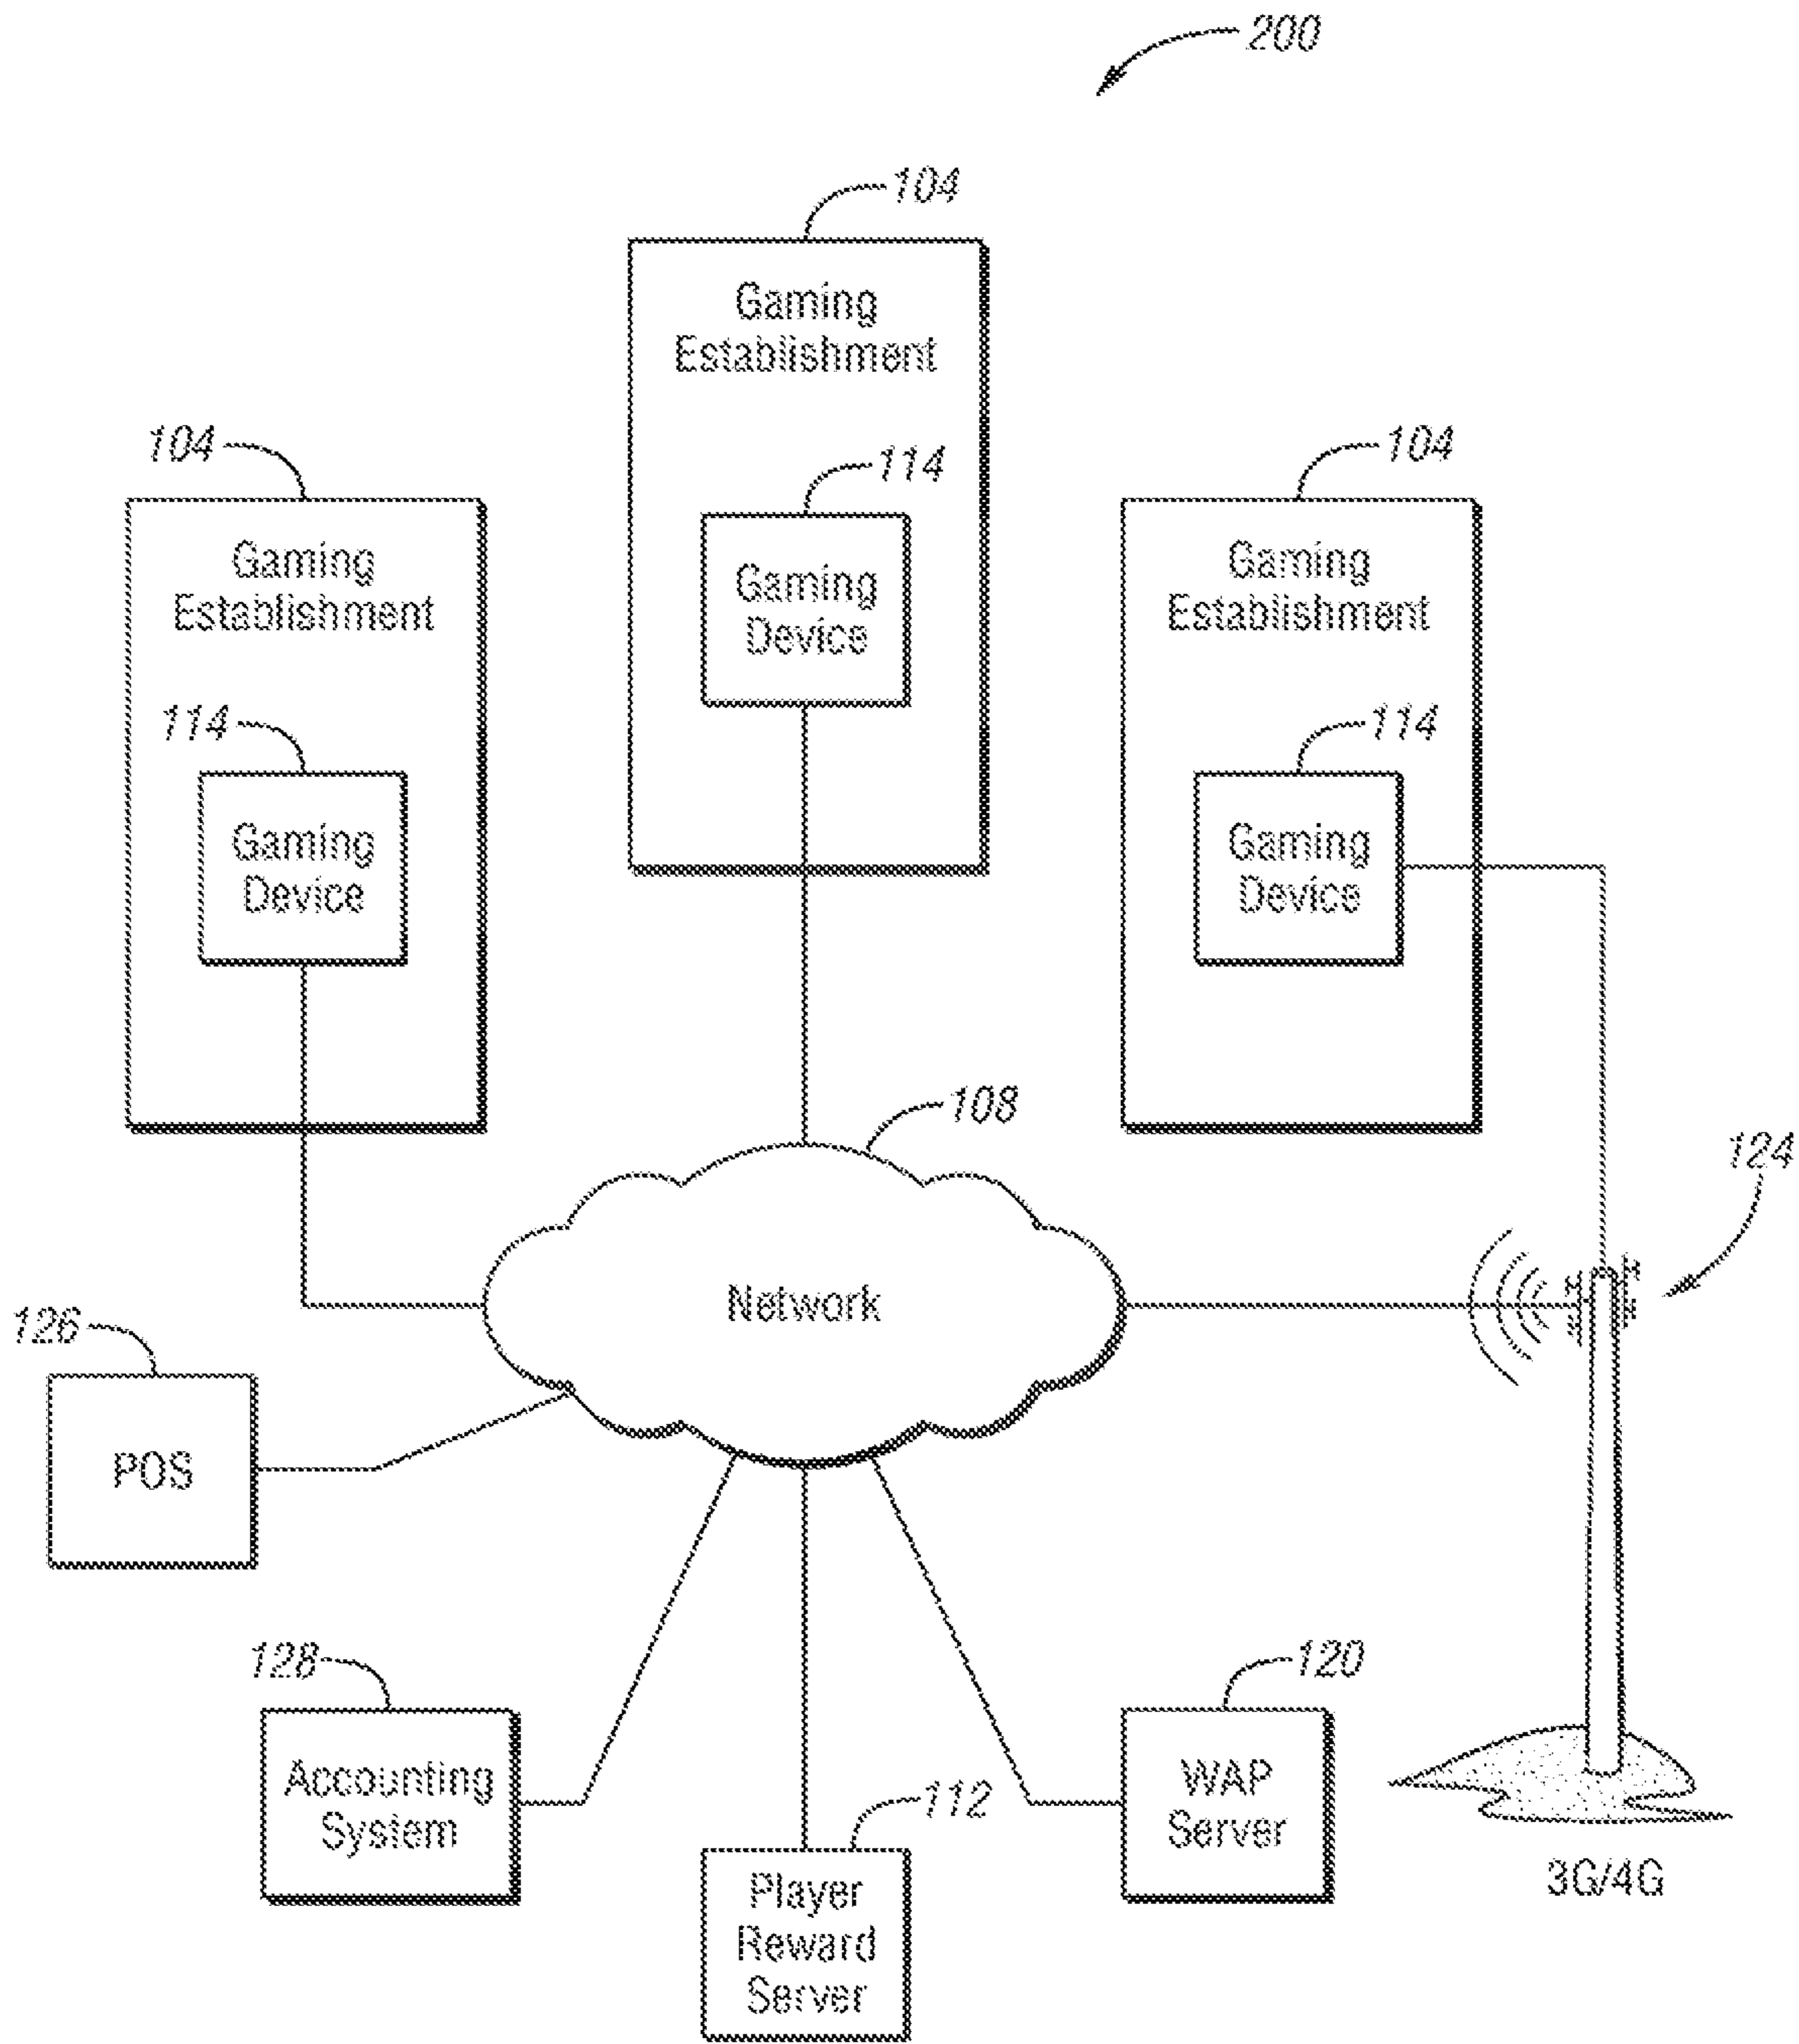 200
104
Gaming
Establishment
114
Gaming
Device
104
Gaming
Establishment
114
Gaming
Device
104
Gaming
Establishment
114
Gaming
Device
108
Network
124
126
POS
128
Accounting
System
112
Player
Reward
Server
120
WAP
Server
3G/4G